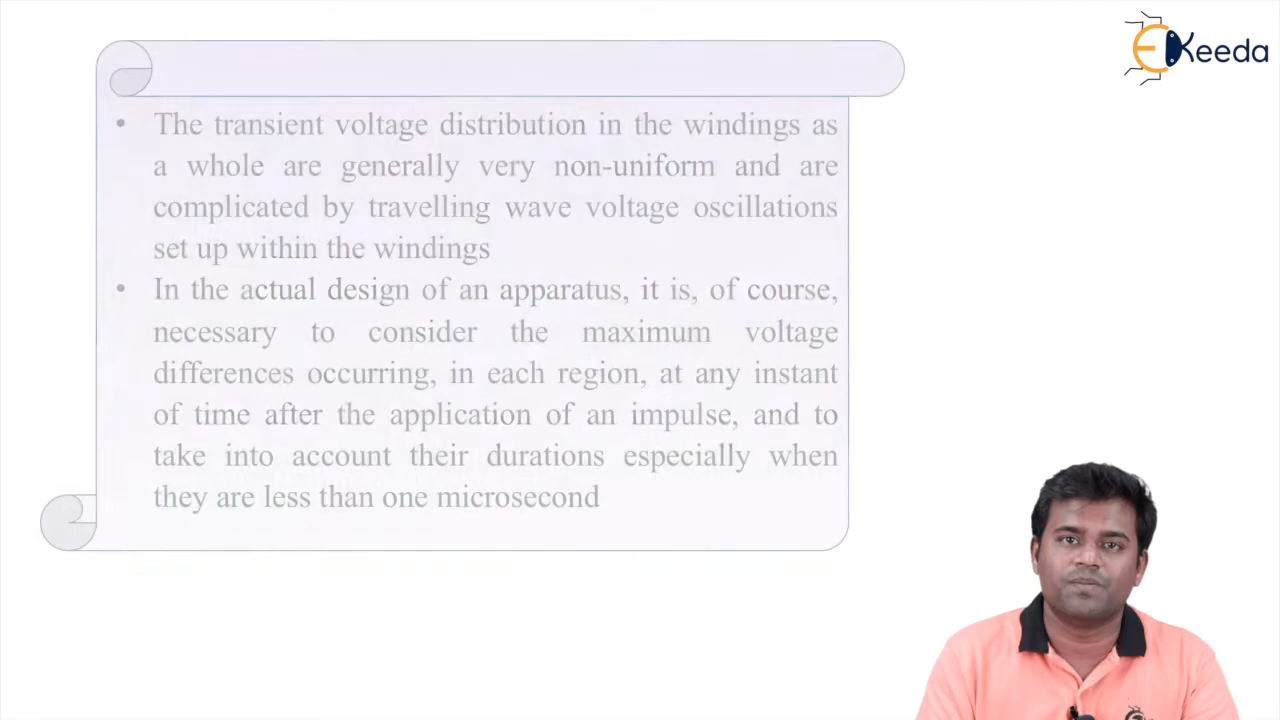 EKeeda
• The transient voltage distribution in the windings as
a whole are generally very non-uniform and are
complicated by travelling wave voltage oscillations
set up within the windings
• In the actual design of an apparatus, it is, of course,
necessary to consider the maximum voltage
differences occurring, in each region, at any instant
of time after the application of an impulse, and to
take into account their durations especially when
they are less than one microsecond